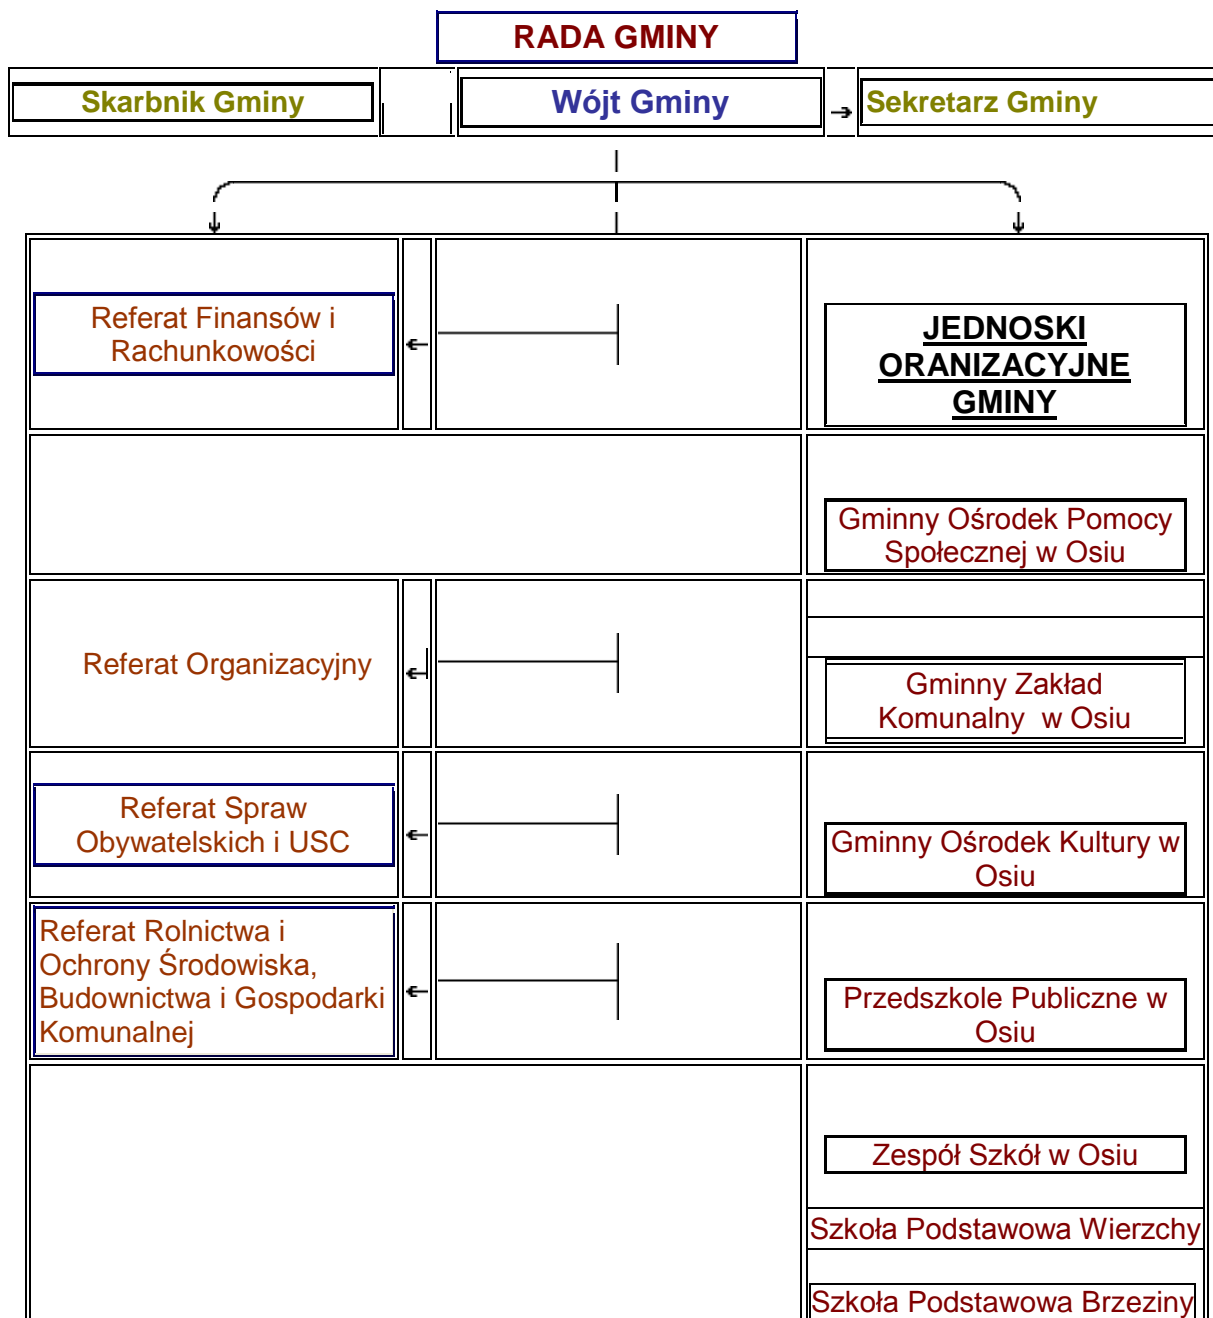 RADA GMINY
Skarbnik Gminy
Wójt Gminy
Sekretarz Gminy
Referat Finansów i
Rachunkowości
JEDNOSKI
ORANIZACYJNE
GMINY
Gminny Ośrodek Pomocy
Społecznej w Osiu
Referat Organizacyjny
Gminny Zakład
Komunalny w Osiu
Referat Spraw
Obywatelskich i USC
Gminny Ośrodek Kultury w
Osiu
Referat Rolnictwa i
Ochrony Środowiska,
Budownictwa i Gospodarki
Komunalnej
Przedszkole Publiczne w
Osiu
Zespół Szkół w Osiu
Szkoła Podstawowa Wierzchy
Szkoła Podstawowa Brzeziny